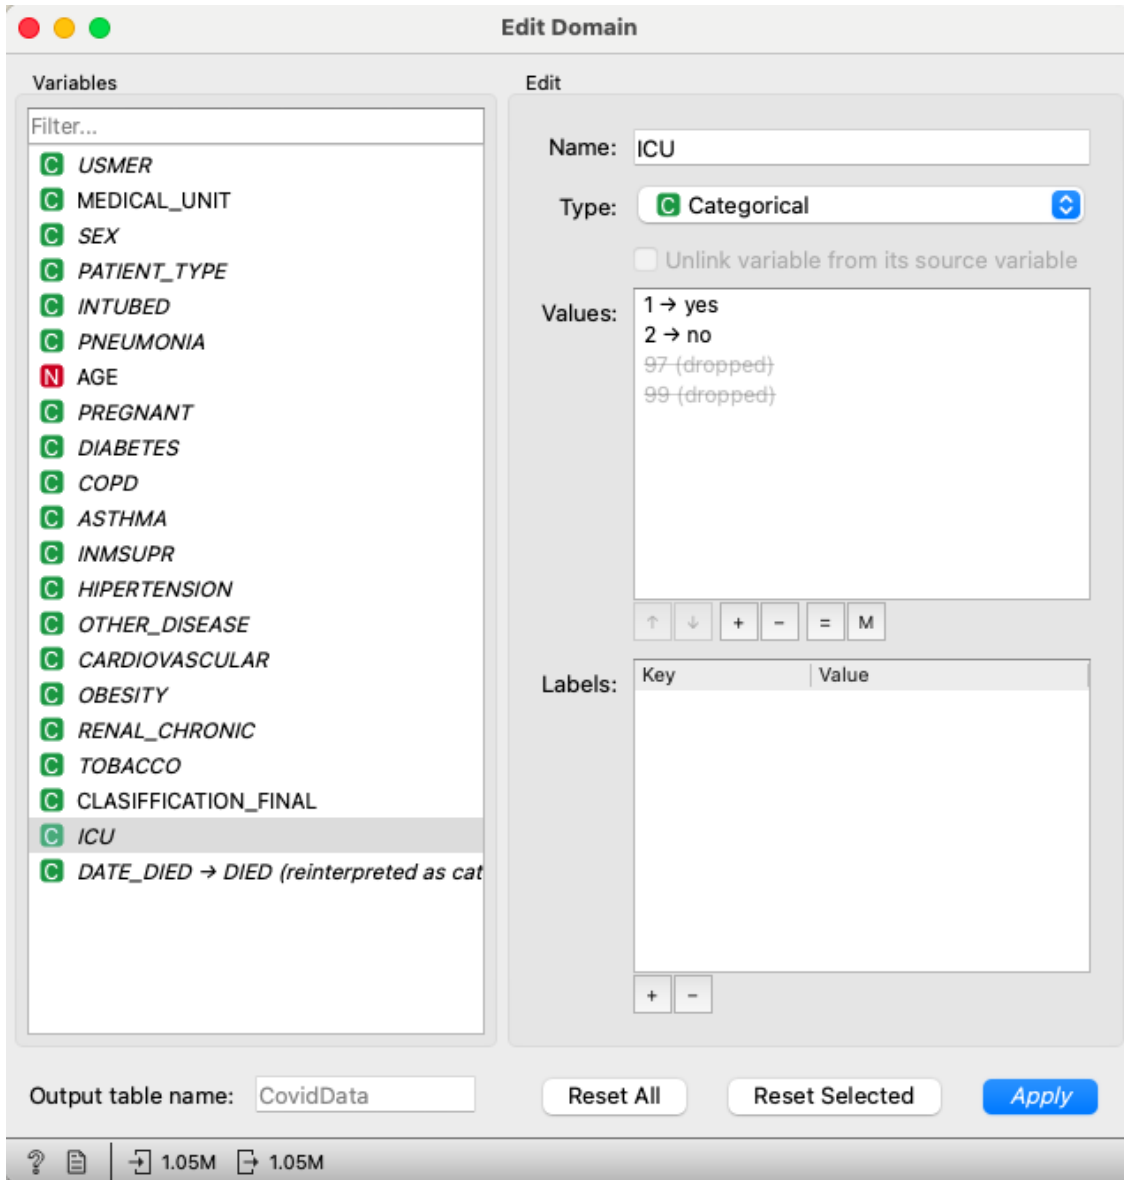 Edit Domain
Variables
Filter...
C USMER
C MEDICAL_UNIT
C SEX
C PATIENT_TYPE
C INTUBED
C PNEUMONIA
N AGE
C PREGNANT
C DIABETES
C COPD
C ASTHMA
C INMSUPR
C HIPERTENSION
C OTHER_DISEASE
C CARDIOVASCULAR
C OBESITY
C RENAL_CHRONIC
C TOBACCO
C CLASIFFICATION_FINAL
C ICU
C DATE_DIED → DIED (reinterpreted as cat
Edit
Name: ICU
Type: C Categorical
Unlink variable from its source variable
Values: 1 → yes
2 → no
97 (dropped)
99 (dropped)
↑ ↓ + - = M
Labels: Key Value
+ -
Output table name: CovidData Reset All Reset Selected Apply
? 1.05M 1.05M